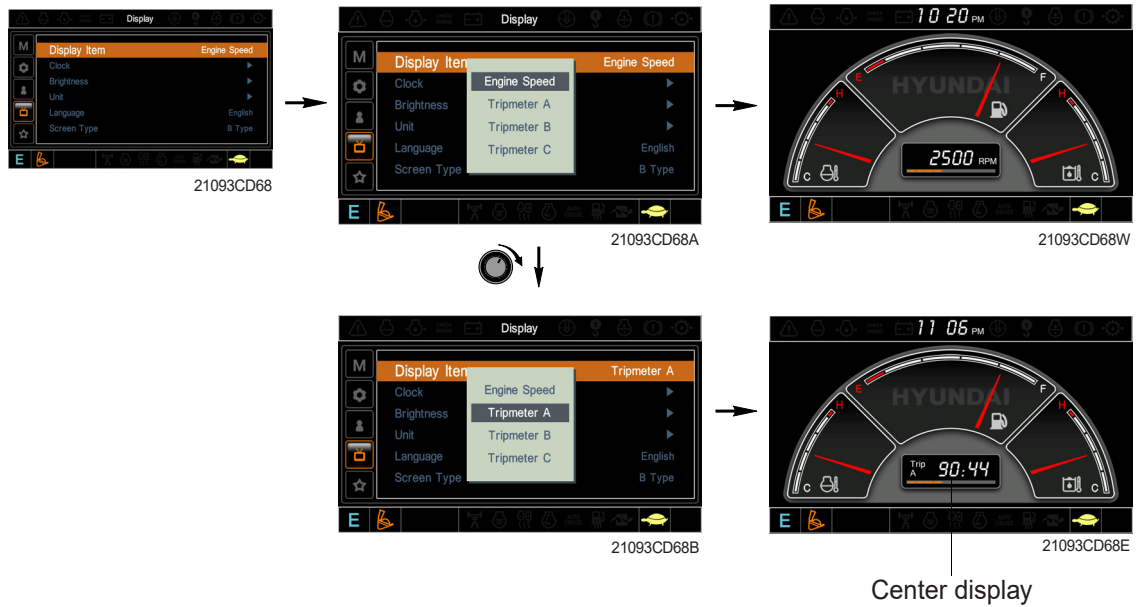 Display
M
Display Item Engine Speed
Clock
Brightness
Unit
Language English
Screen Type B Type
E
21093CD68
Display
M
Display Item Engine Speed
Clock
Brightness
Unit
Language English
Screen Type B Type
Engine Speed
Tripmeter A
Tripmeter B
Tripmeter C
E
21093CD68A
10 20 PM
HYUNDAI
E F
H H
C C
2500 RPM
E
21093CD68W
Display
M
Display Item Tripmeter A
Clock
Brightness
Unit
Language English
Screen Type B Type
Engine Speed
Tripmeter A
Tripmeter B
Tripmeter C
E
21093CD68B
11 06 PM
HYUNDAI
E F
H H
C C
Trip
A 90:44
E
21093CD68E
Center display